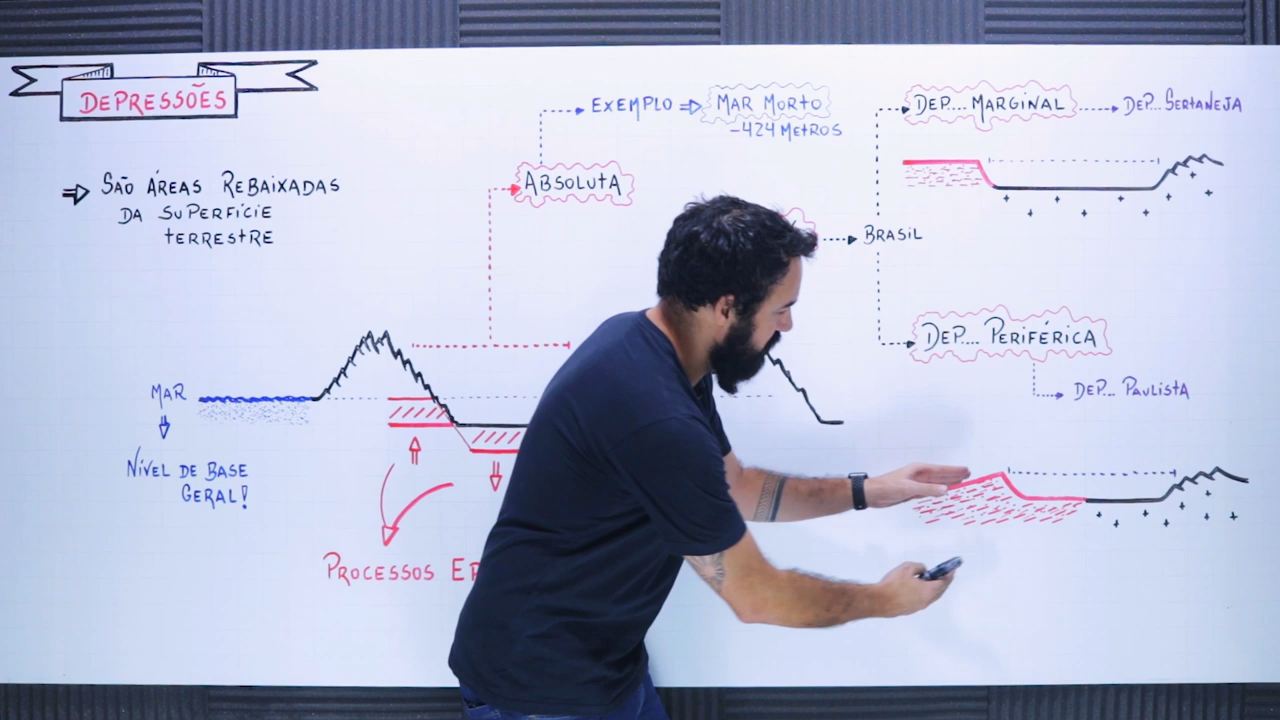 DEPRESSÕES
SÃO ÁREAS REBAIXADAS
DA SUPERFÍCIE
TERRESTRE
MAR
NÍVEL DE BASE
GERAL!
PROCESSOS
ABSOLUTA
EXEMPLO ⇒ MAR MORTO
-424 METROS
BRASIL
DEP... MARGINAL
DEP... SERTANEJA
DEP... PERIFÉRICA
DEP... PAULISTA